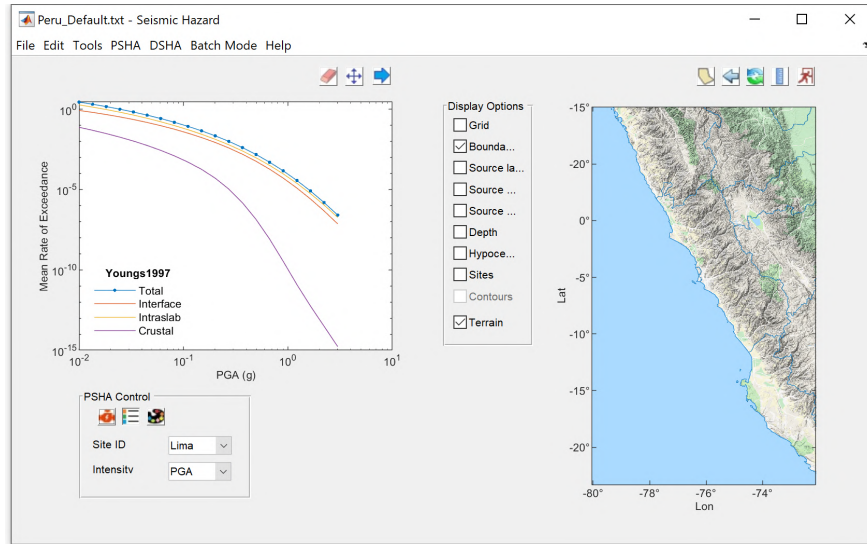 Peru_Default.txt - Seismic Hazard
File Edit Tools PSHA DSHA Batch Mode Help
10^0
10^-5
10^-10
10^-15
Mean Rate of Exceedance
Youngs1997
Total
Interface
Intraslab
Crustal
10^-2
10^-1
10^0
10^1
PGA (g)
PSHA Control
Site ID
Lima
Intensity
PGA
Display Options
Grid
Bounda...
Source la...
Source ...
Source ...
Depth
Hypoce...
Sites
Contours
Terrain
-15°
-20°
0°
-5°
-10°
-15°
-20°
Lat
-80°
-78°
-76°
-74°
Lon